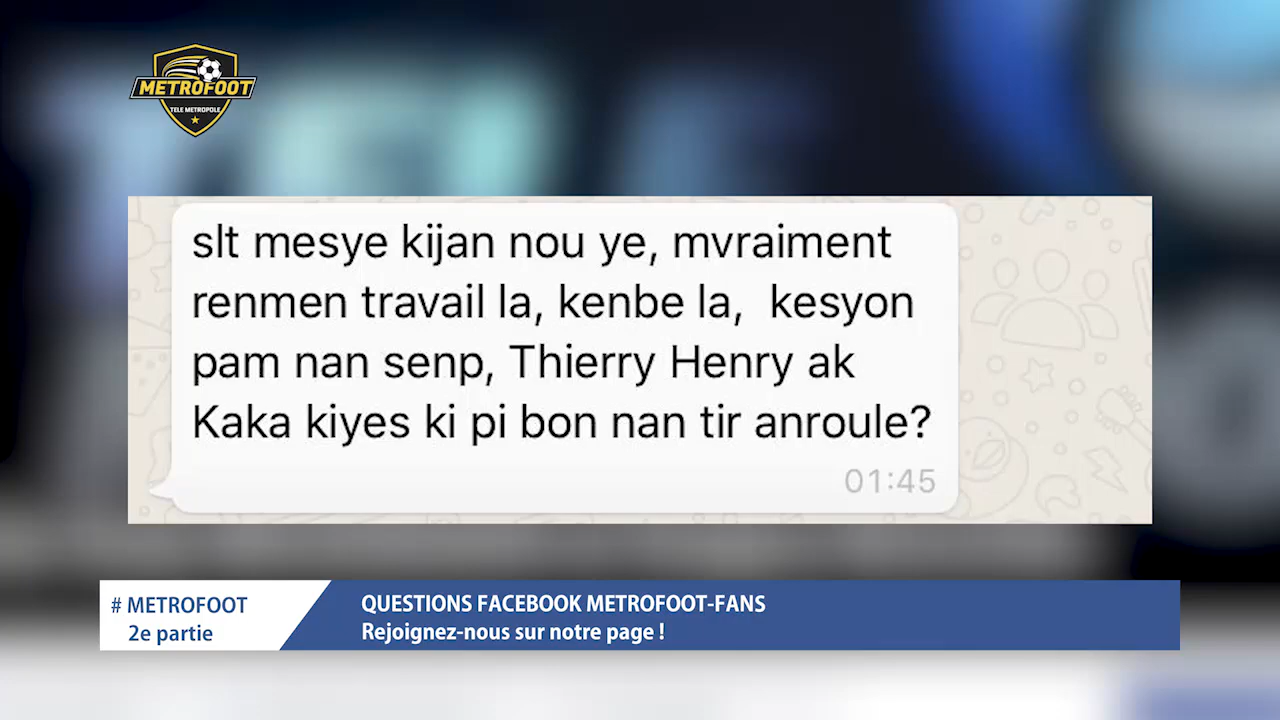 METROFOOT
TELE METROPOLE
slt mesye kijan nou ye, mvraiment
renmen travail la, kenbe la,  kesyon
pam nan senp, Thierry Henry ak
Kaka kiyes ki pi bon nan tir anroule?
01:45
# METROFOOT
2e partie
QUESTIONS FACEBOOK METROFOOT-FANS
Rejoignez-nous sur notre page !